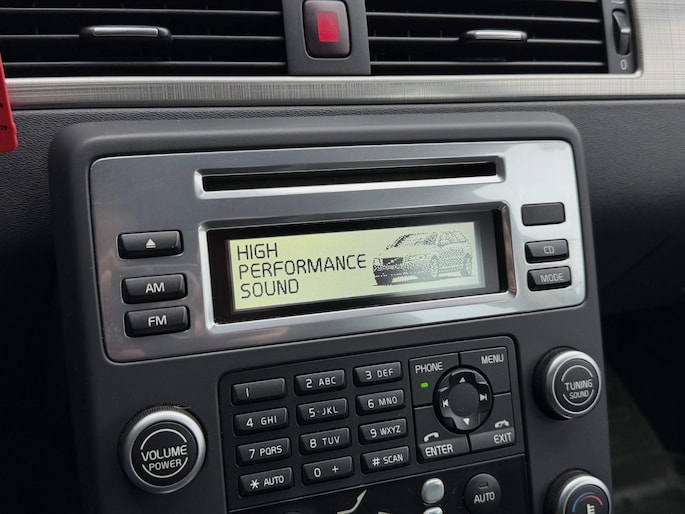 0
HIGH
PERFORMANCE
SOUND
AM
FM
CD
MODE
1
2 ABC
3 DEF
4 GHI
5 JKL
6 MNO
7 PQRS
8 TUV
9 WXYZ
* AUTO
0 +
# SCAN
PHONE
MENU
ENTER
EXIT
VOLUME
POWER
TUNING
SOUND
AUTO